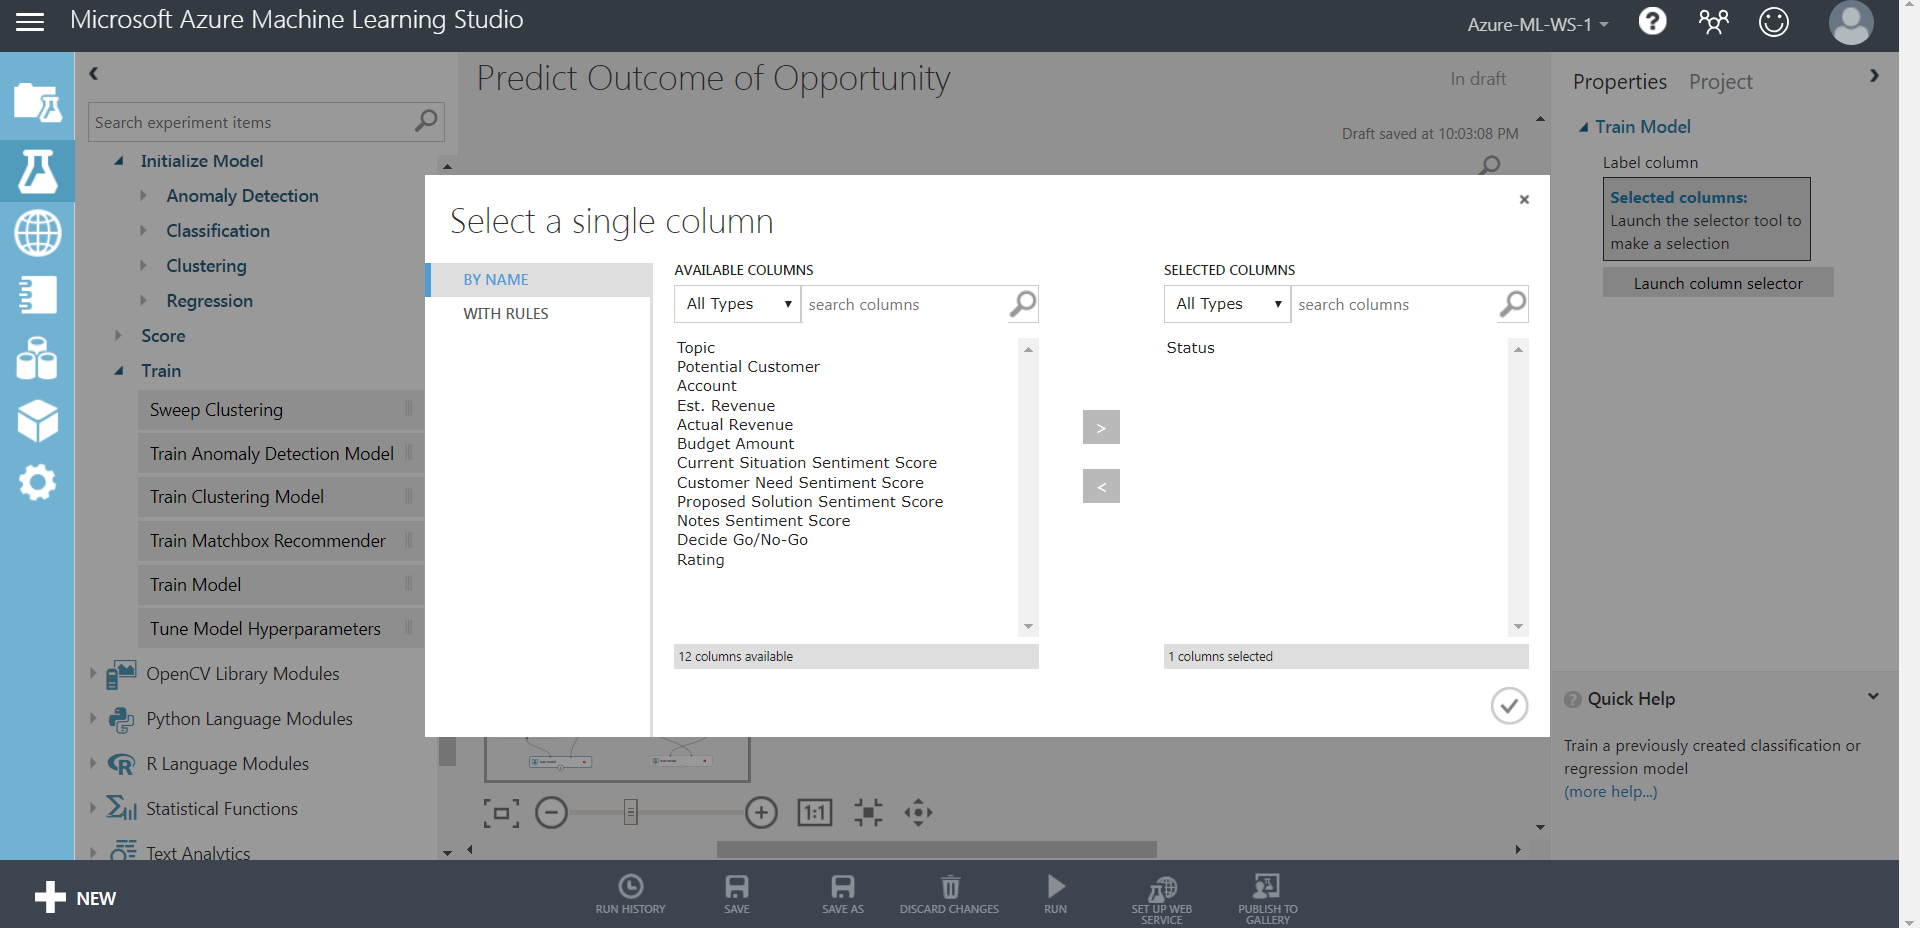 Microsoft Azure Machine Learning Studio
Azure-ML-WS-1
Search experiment items
Initialize Model
Anomaly Detection
Classification
Clustering
Regression
Score
Train
Sweep Clustering
Train Anomaly Detection Model
Train Clustering Model
Train Matchbox Recommender
Train Model
Tune Model Hyperparameters
OpenCV Library Modules
Python Language Modules
R Language Modules
Statistical Functions
Text Analytics
Predict Outcome of Opportunity
In draft
Draft saved at 10:03:08 PM
Select a single column
BY NAME
WITH RULES
AVAILABLE COLUMNS
All Types
search columns
Topic
Potential Customer
Account
Est. Revenue
Actual Revenue
Budget Amount
Current Situation Sentiment Score
Customer Need Sentiment Score
Proposed Solution Sentiment Score
Notes Sentiment Score
Decide Go/No-Go
Rating
12 columns available
>
<
SELECTED COLUMNS
All Types
search columns
Status
1 columns selected
1:1
Properties
Project
Train Model
Label column
Selected columns:
Launch the selector tool to
make a selection
Launch column selector
Quick Help
Train a previously created classification or
regression model
(more help...)
NEW
RUN HISTORY
SAVE
SAVE AS
DISCARD CHANGES
RUN
SET UP WEB
SERVICE
PUBLISH TO
GALLERY